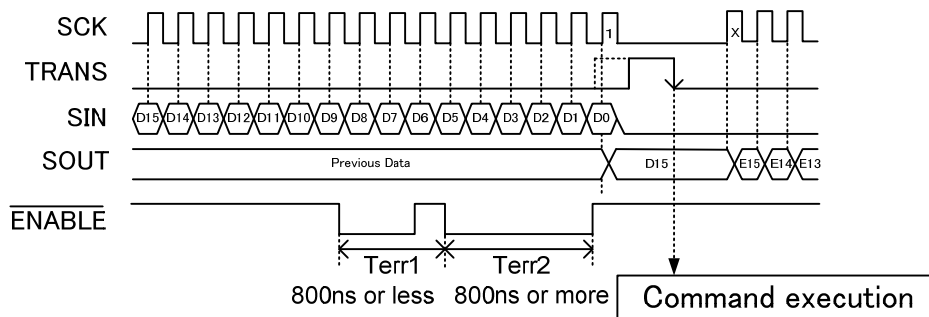 SCK 1 X
TRANS
SIN D15 D14 D13 D12 D11 D10 D9 D8 D7 D6 D5 D4 D3 D2 D1 D0
SOUT Previous Data D15 E15 E14 E13
ENABLE
Terr1 Terr2
800ns or less 800ns or more
Command execution